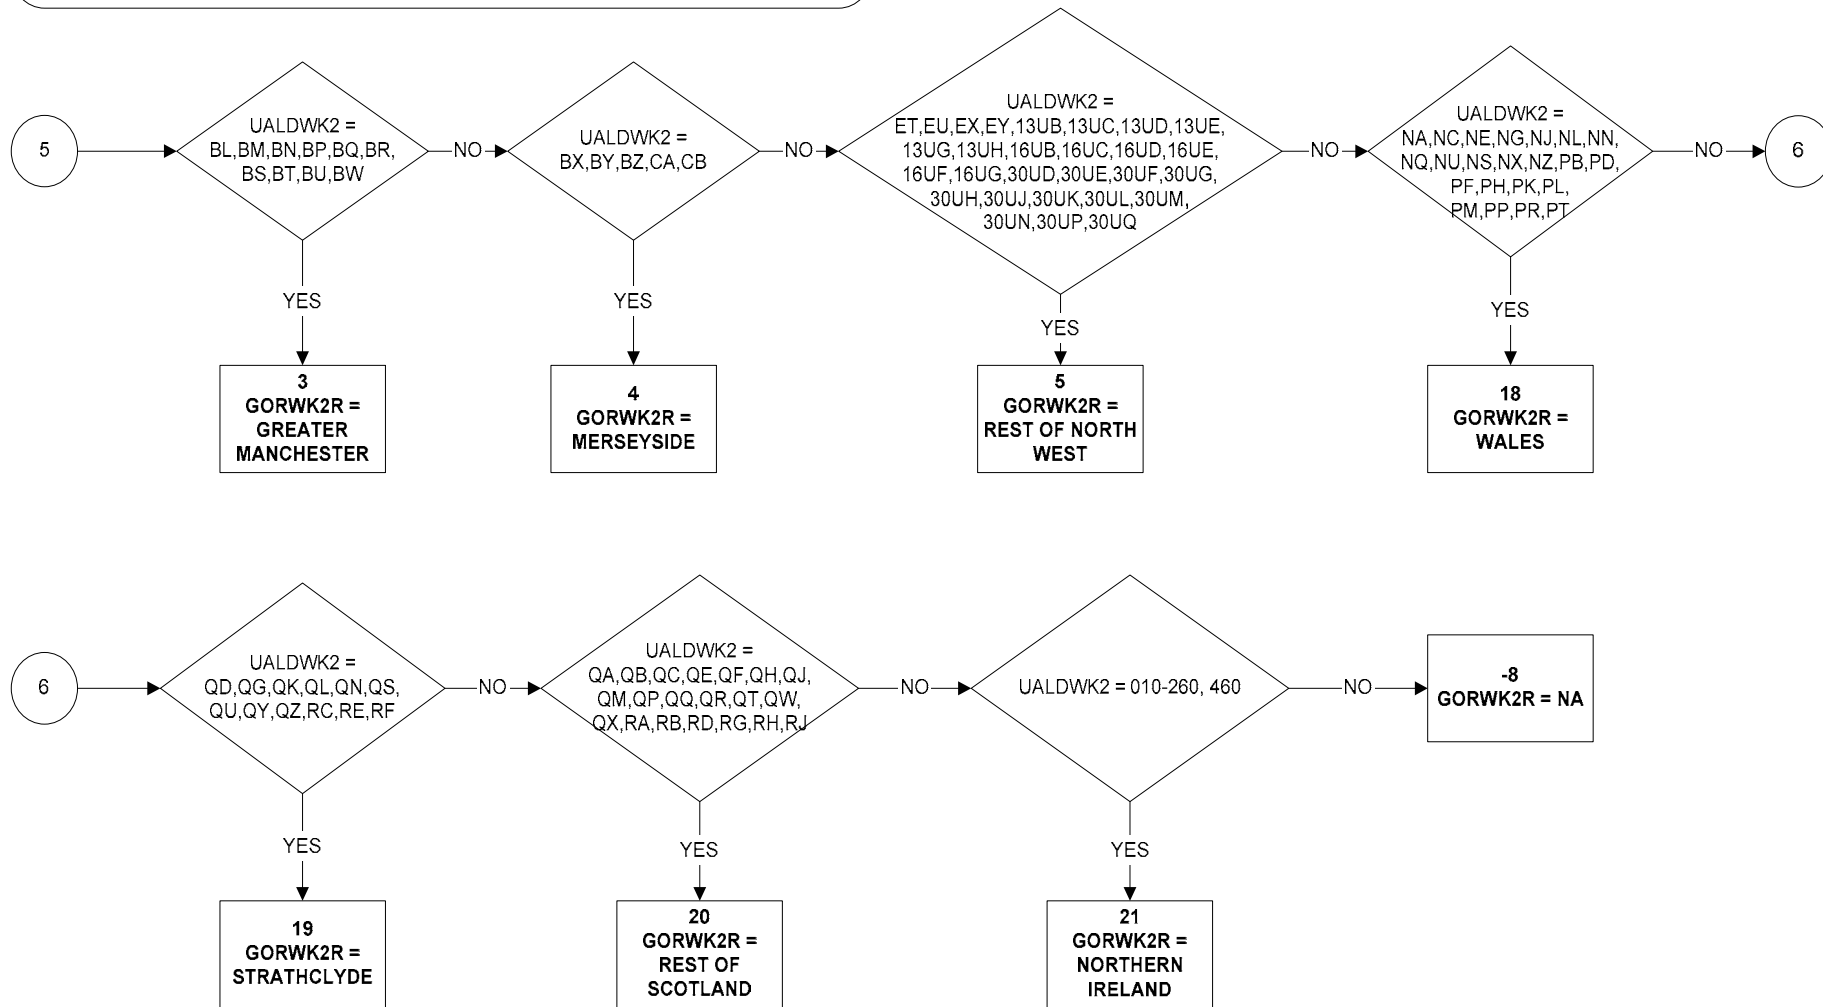 5
UALDWK2 =
BL,BM,BN,BP,BQ,BR,
BS,BT,BU,BW
NO
UALDWK2 =
BX,BY,BZ,CA,CB
NO
UALDWK2 =
ET,EU,EX,EY,13UB,13UC,13UD,13UE,
13UG,13UH,16UB,16UC,16UD,16UE,
16UF,16UG,30UD,30UE,30UF,30UG,
30UH,30UJ,30UK,30UL,30UM,
30UN,30UP,30UQ
NO
UALDWK2 =
NA,NC,NE,NG,NJ,NL,NN,
NQ,NU,NS,NX,NZ,PB,PD,
PF,PH,PK,PL,
PM,PP,PR,PT
NO
6
YES
YES
YES
YES
3
GORWK2R =
GREATER
MANCHESTER
4
GORWK2R =
MERSEYSIDE
5
GORWK2R =
REST OF NORTH
WEST
18
GORWK2R =
WALES
6
UALDWK2 =
QD,QG,QK,QL,QN,QS,
QU,QY,QZ,RC,RE,RF
NO
UALDWK2 =
QA,QB,QC,QE,QF,QH,QJ,
QM,QP,QQ,QR,QT,QW,
QX,RA,RB,RD,RG,RH,RJ
NO
UALDWK2 = 010-260, 460
NO
-8
GORWK2R = NA
YES
YES
YES
19
GORWK2R =
STRATHCLYDE
20
GORWK2R =
REST OF
SCOTLAND
21
GORWK2R =
NORTHERN
IRELAND